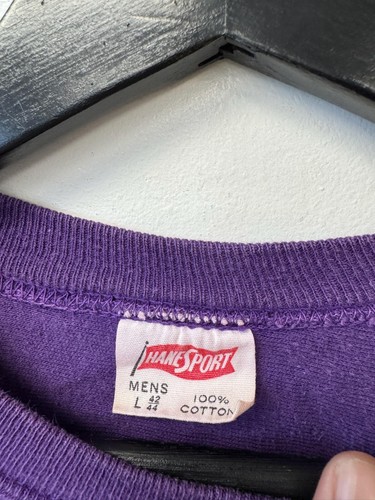 HANESPORT
MENS 100%
L 42/44 COTTON